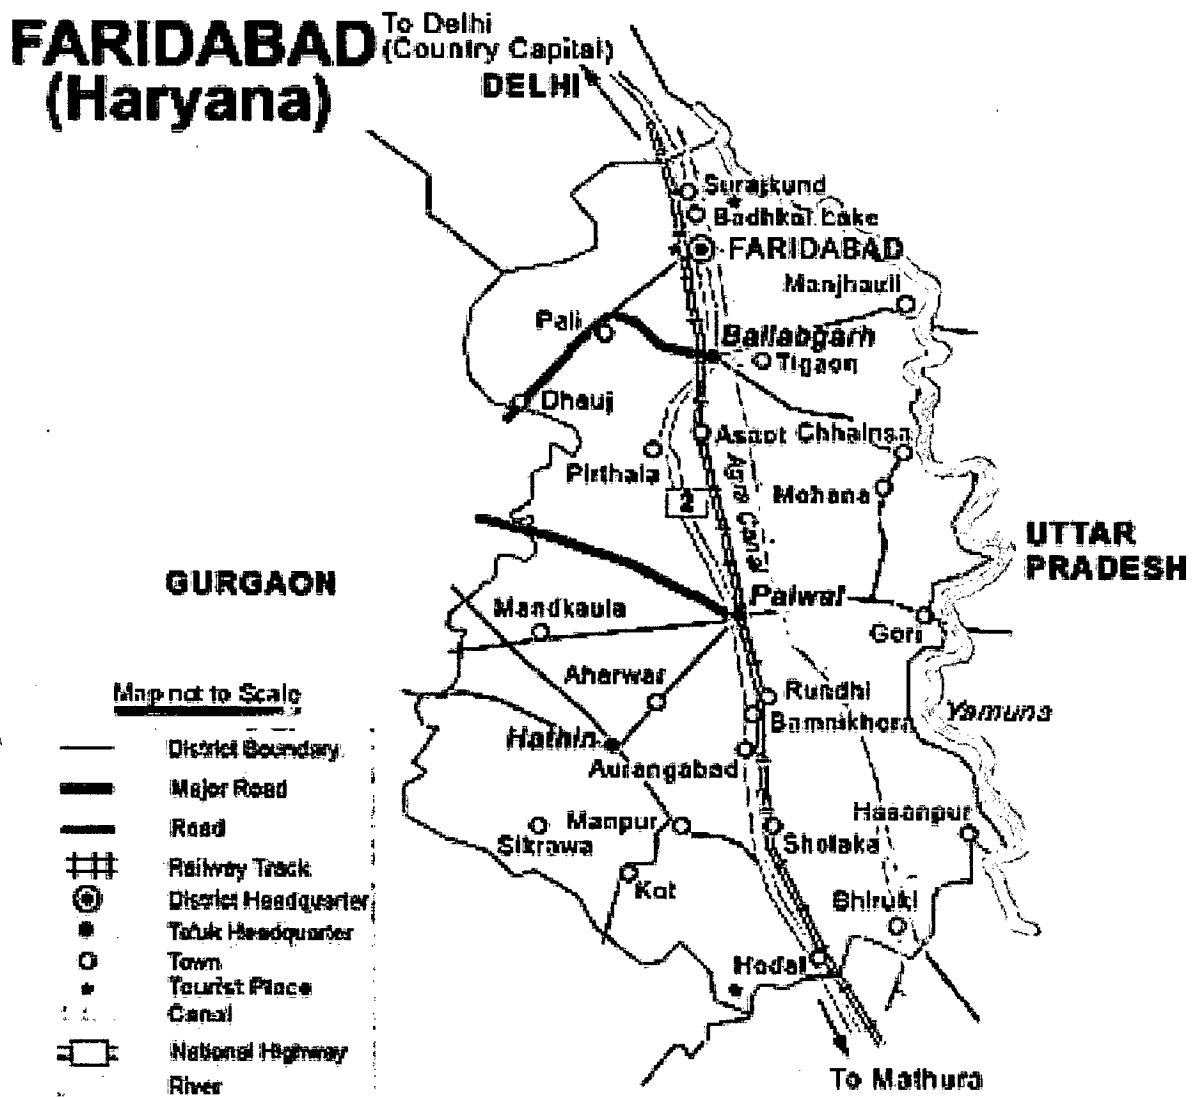 FARIDABAD
(Haryana)
To Delhi
(Country Capital)
DELHI
Surajkund
Badhkal Lake
FARIDABAD
Manjhauli
Pali
Ballabgarh
Tigaon
Dhauj
Asaot
Chhainsa
Pirthala
Agra Canal
Mohana
2
UTTAR
PRADESH
GURGAON
Palwal
Mandkaula
Gori
Aherwar
Rundhi
Bamnikhera
Yamuna
Hathin
Aurangabad
Hasanpur
Manpur
Sikrawa
Sholaka
Kot
Bhiruki
Hodal
To Mathura
Map not to Scale
District Boundary
Major Road
Road
Railway Track
District Headquarter
Taluk Headquarter
Town
Tourist Place
Canal
National Highway
River